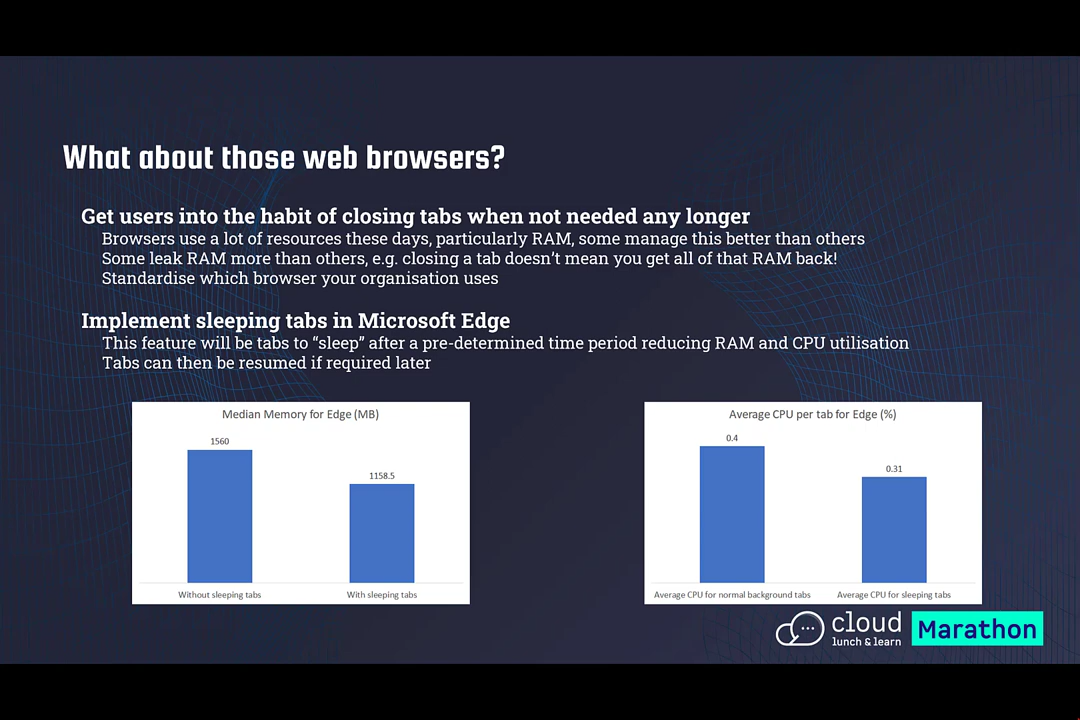 What about those web browsers?
Get users into the habit of closing tabs when not needed any longer
Browsers use a lot of resources these days, particularly RAM, some manage this better than others
Some leak RAM more than others, e.g. closing a tab doesn’t mean you get all of that RAM back!
Standardise which browser your organisation uses
Implement sleeping tabs in Microsoft Edge
This feature will be tabs to “sleep” after a pre-determined time period reducing RAM and CPU utilisation
Tabs can then be resumed if required later
Median Memory for Edge (MB)
1560
1158.5
Without sleeping tabs
With sleeping tabs
Average CPU per tab for Edge (%)
0.4
0.31
Average CPU for normal background tabs
Average CPU for sleeping tabs
cloud
lunch & learn
Marathon